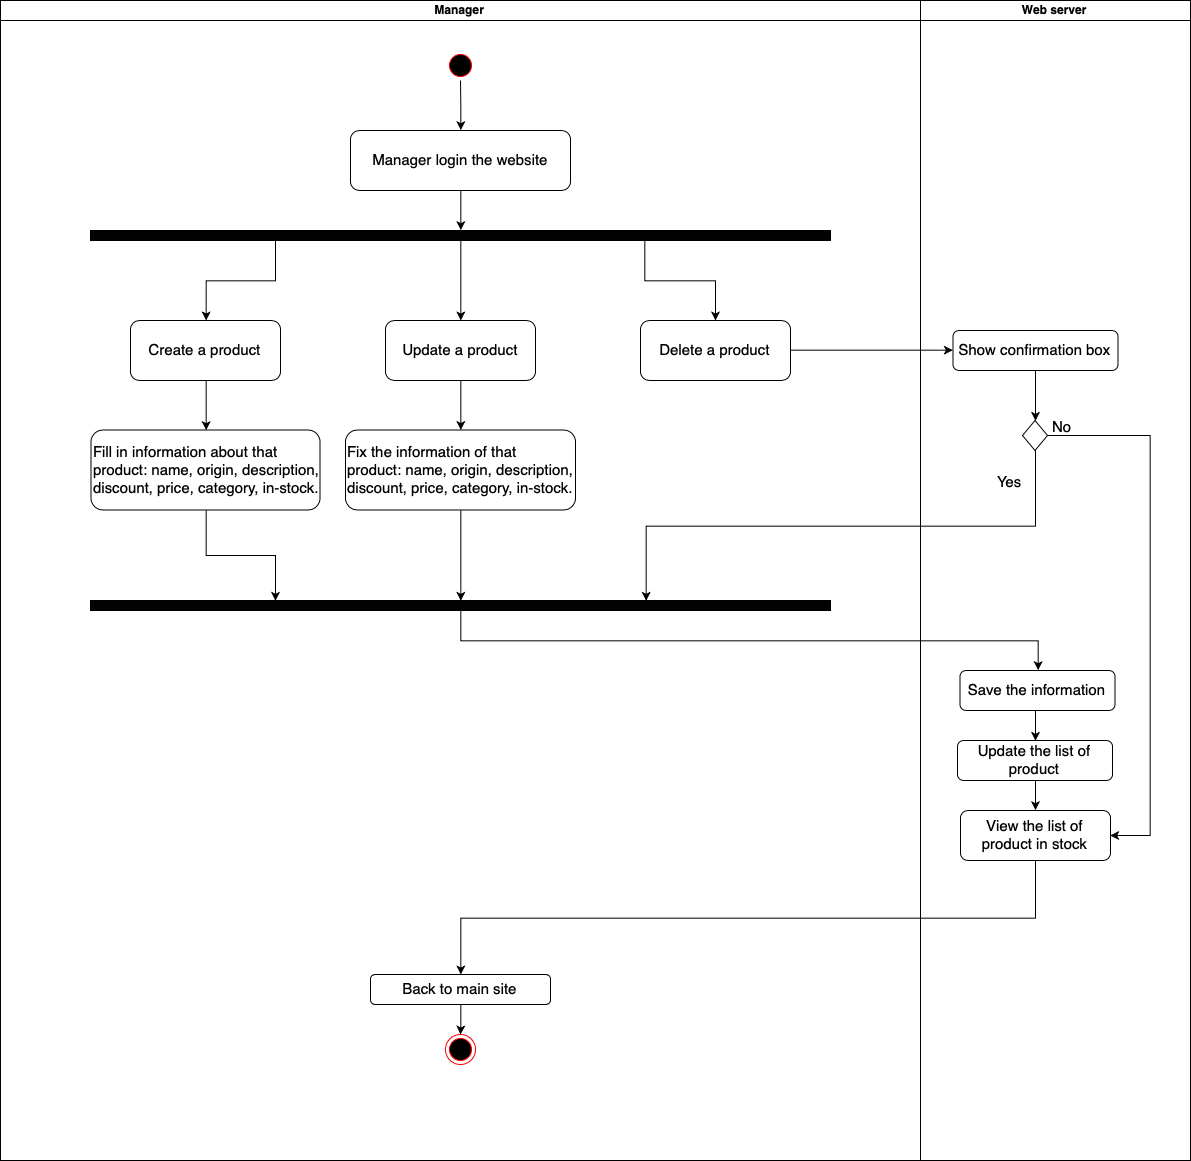 Manager
Web server
Manager login the website
Create a product
Update a product
Delete a product
Show confirmation box
No
Fill in information about that
product: name, origin, description,
discount, price, category, in-stock.
Fix the information of that
product: name, origin, description,
discount, price, category, in-stock.
Yes
Save the information
Update the list of
product
View the list of
product in stock
Back to main site